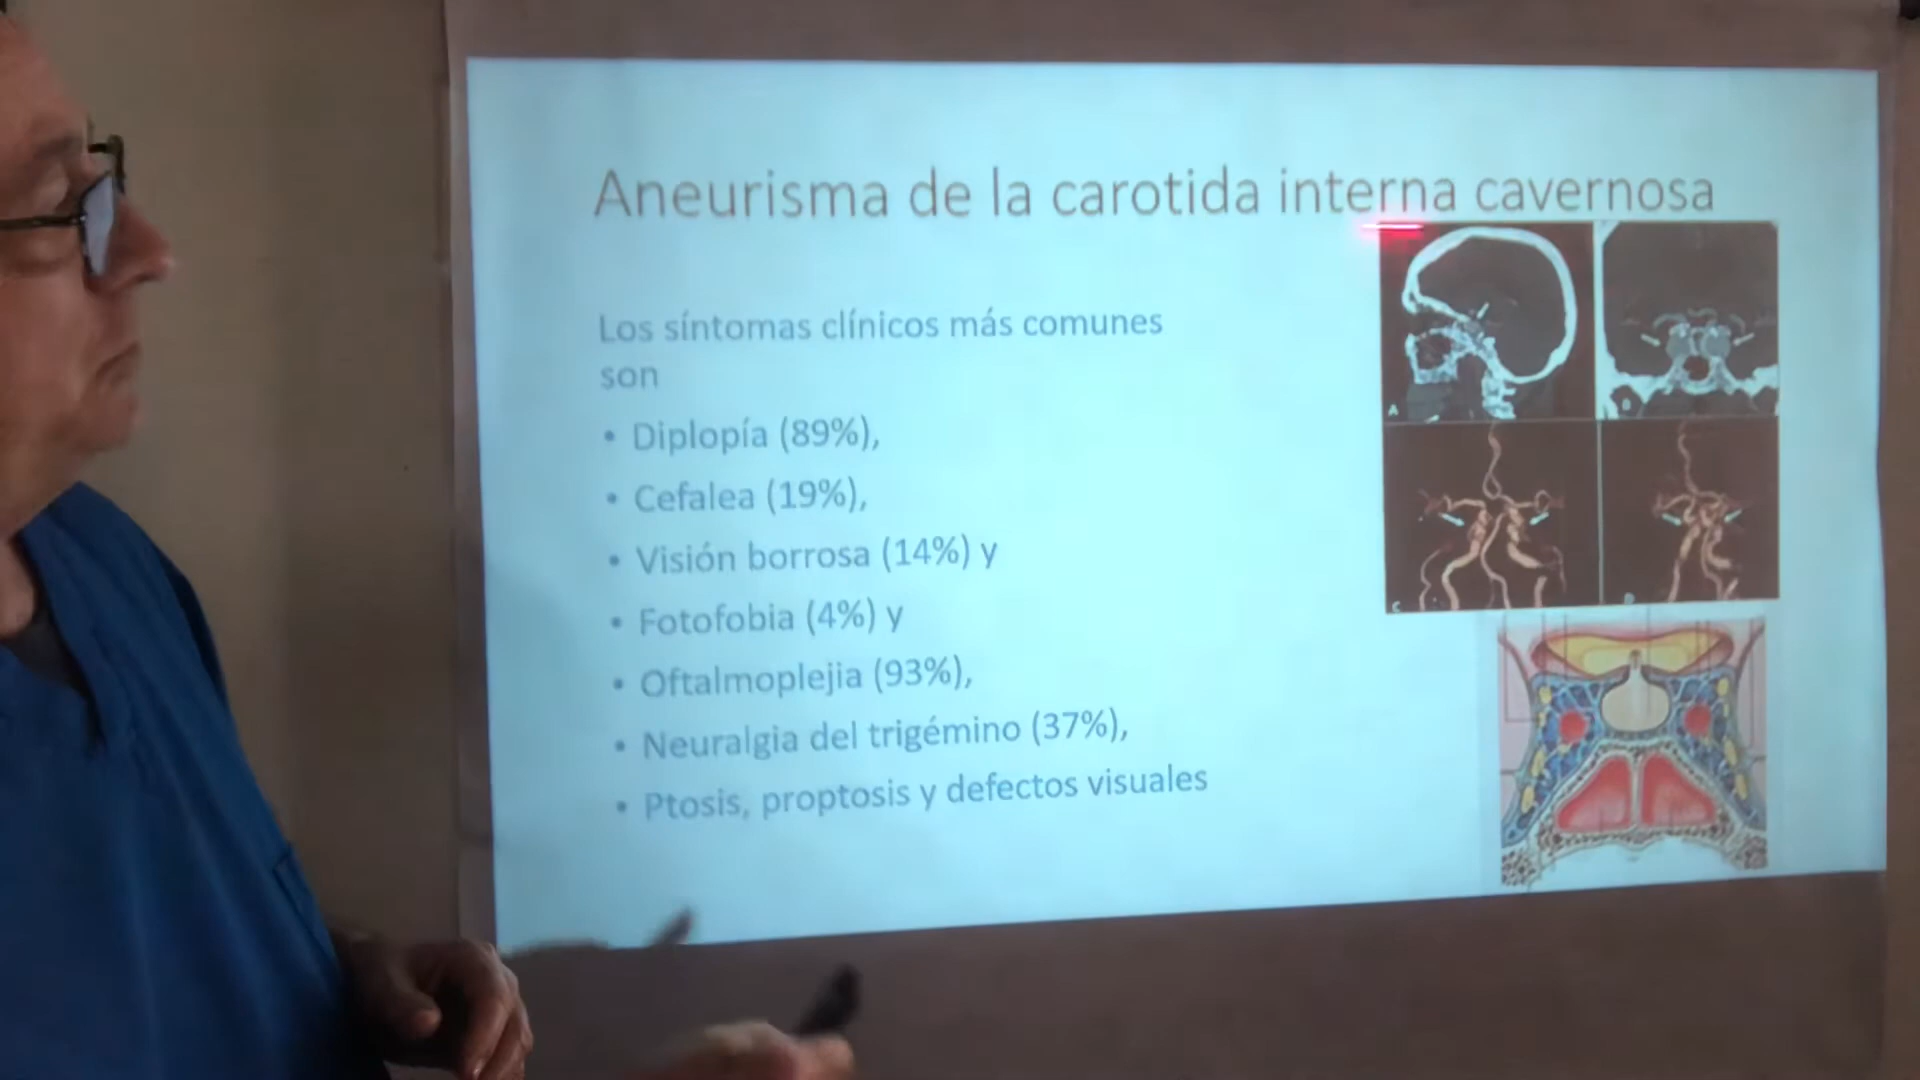 Aneurisma de la carotida interna cavernosa
Los síntomas clínicos más comunes
son
• Diplopía (89%),
• Cefalea (19%),
• Visión borrosa (14%) y
• Fotofobia (4%) y
• Oftalmoplejia (93%),
• Neuralgia del trigémino (37%),
• Ptosis, proptosis y defectos visuales
A
B
C
D